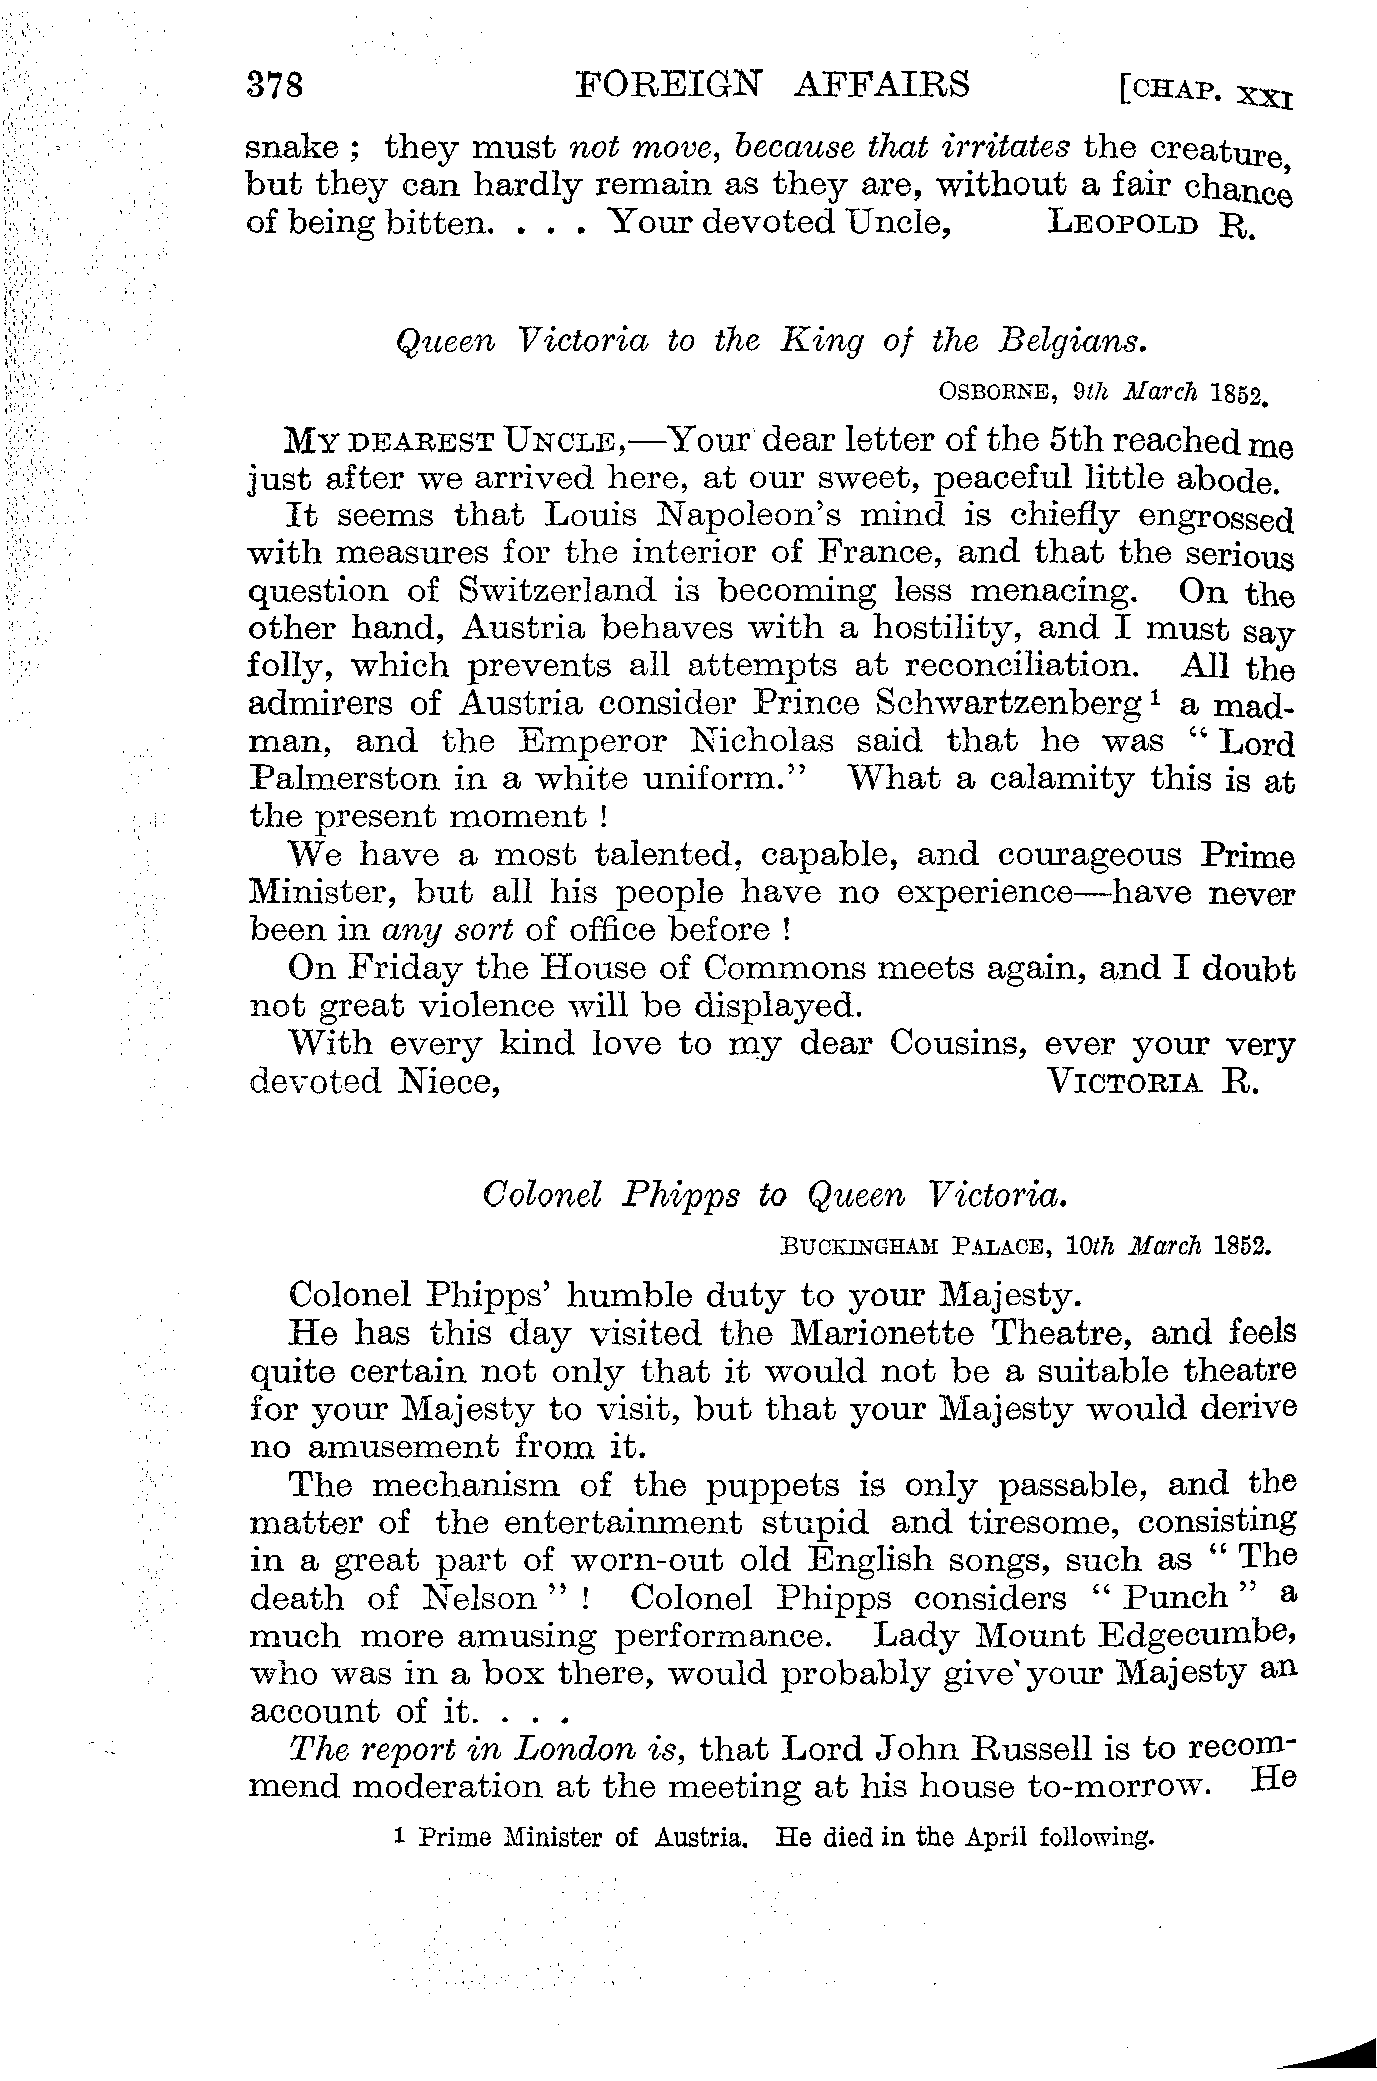 378 FOREIGN AFFAIRS [CHAP. XXI
snake ; they must not move, because that irritates the creature,
but they can hardly remain as they are, without a fair chance
of being bitten. . . . Your devoted Uncle, LEOPOLD R.
Queen Victoria to the King of the Belgians.
OSBORNE, 9th March 1852.
MY DEAREST UNCLE,—Your dear letter of the 5th reached me
just after we arrived here, at our sweet, peaceful little abode.
It seems that Louis Napoleon's mind is chiefly engrossed
with measures for the interior of France, and that the serious
question of Switzerland is becoming less menacing. On the
other hand, Austria behaves with a hostility, and I must say
folly, which prevents all attempts at reconciliation. All the
admirers of Austria consider Prince Schwartzenberg 1 a mad-
man, and the Emperor Nicholas said that he was “ Lord
Palmerston in a white uniform.” What a calamity this is at
the present moment !
We have a most talented, capable, and courageous Prime
Minister, but all his people have no experience—have never
been in any sort of office before !
On Friday the House of Commons meets again, and I doubt
not great violence will be displayed.
With every kind love to my dear Cousins, ever your very
devoted Niece, VICTORIA R.
Colonel Phipps to Queen Victoria.
BUCKINGHAM PALACE, 10th March 1852.
Colonel Phipps' humble duty to your Majesty.
He has this day visited the Marionette Theatre, and feels
quite certain not only that it would not be a suitable theatre
for your Majesty to visit, but that your Majesty would derive
no amusement from it.
The mechanism of the puppets is only passable, and the
matter of the entertainment stupid and tiresome, consisting
in a great part of worn-out old English songs, such as “ The
death of Nelson ” ! Colonel Phipps considers “ Punch ” a
much more amusing performance. Lady Mount Edgecumbe,
who was in a box there, would probably give your Majesty an
account of it. . . .
The report in London is, that Lord John Russell is to recom-
mend moderation at the meeting at his house to-morrow. He
1 Prime Minister of Austria. He died in the April following.